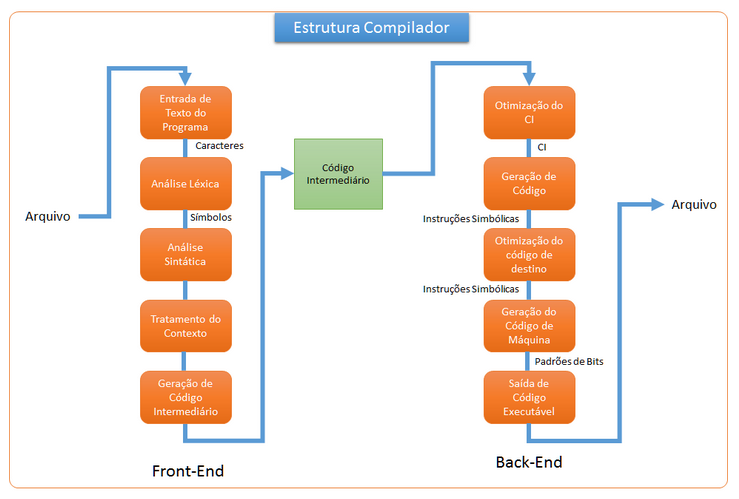 Estrutura Compilador
Arquivo
Entrada de
Texto do
Programa
Caracteres
Análise Léxica
Símbolos
Análise
Sintática
Tratamento do
Contexto
Geração de
Código
Intermediário
Front-End
Código
Intermediário
Otimização do
CI
CI
Geração de
Código
Instruções Simbólicas
Otimização do
código de
destino
Instruções Simbólicas
Geração do
Código de
Máquina
Padrões de Bits
Saída de
Código
Executável
Back-End
Arquivo